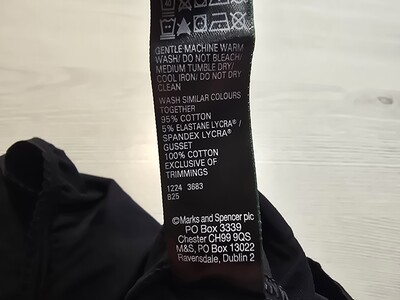 GENTLE MACHINE WARM
WASH/ DO NOT BLEACH/
MEDIUM TUMBLE DRY/
COOL IRON/ DO NOT DRY
CLEAN
WASH SIMILAR COLOURS
TOGETHER
95% COTTON
5% ELASTANE LYCRA® /
SPANDEX LYCRA®
GUSSET
100% COTTON
EXCLUSIVE OF
TRIMMINGS
1224 3683
B25
©Marks and Spencer plc
PO Box 3339
Chester CH99 9QS
M&S, PO Box 13022
Ravensdale, Dublin 2